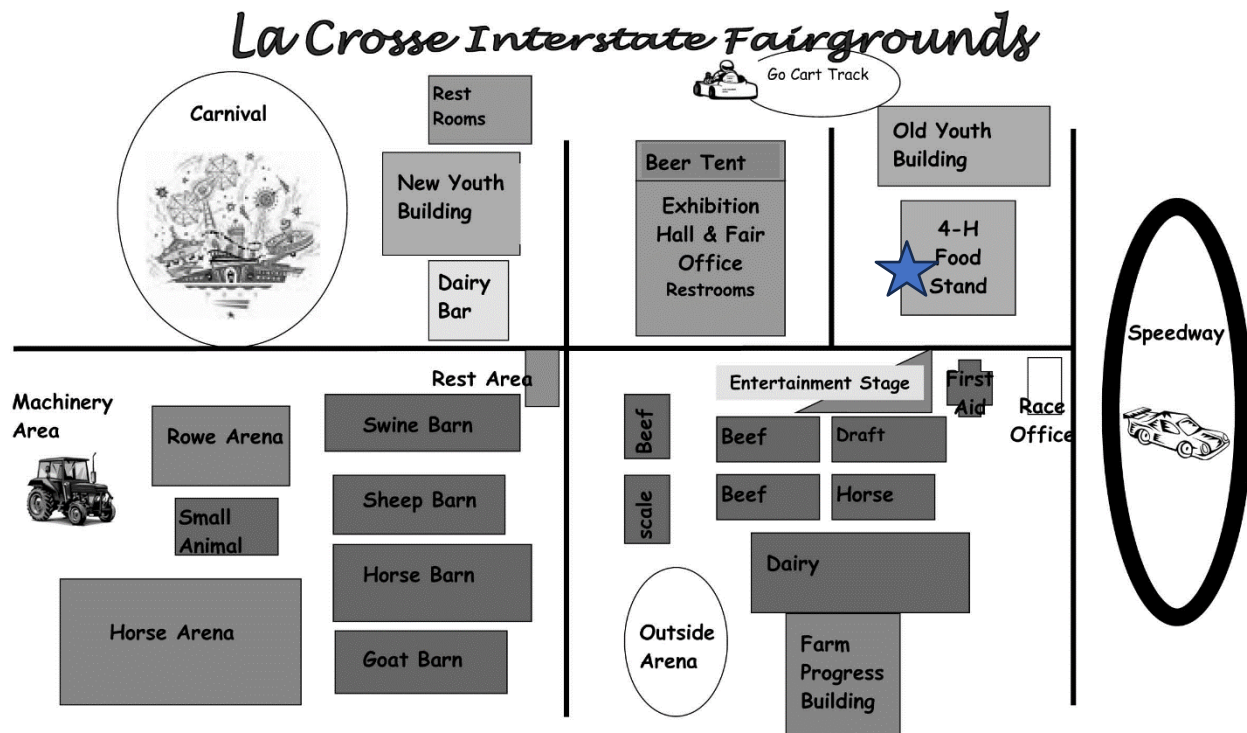 La Crosse Interstate Fairgrounds
Go Cart Track
Carnival
Rest
Rooms
Old Youth
Building
Beer Tent
New Youth
Building
Exhibition
Hall & Fair
Office
Restrooms
4-H
Food
Stand
Dairy
Bar
Speedway
Rest Area
Entertainment Stage
First
Aid
Race
Office
Machinery
Area
Rowe Arena
Swine Barn
Beef
Beef
Draft
Small
Animal
Sheep Barn
scale
Beef
Horse
Horse Barn
Dairy
Horse Arena
Goat Barn
Outside
Arena
Farm
Progress
Building